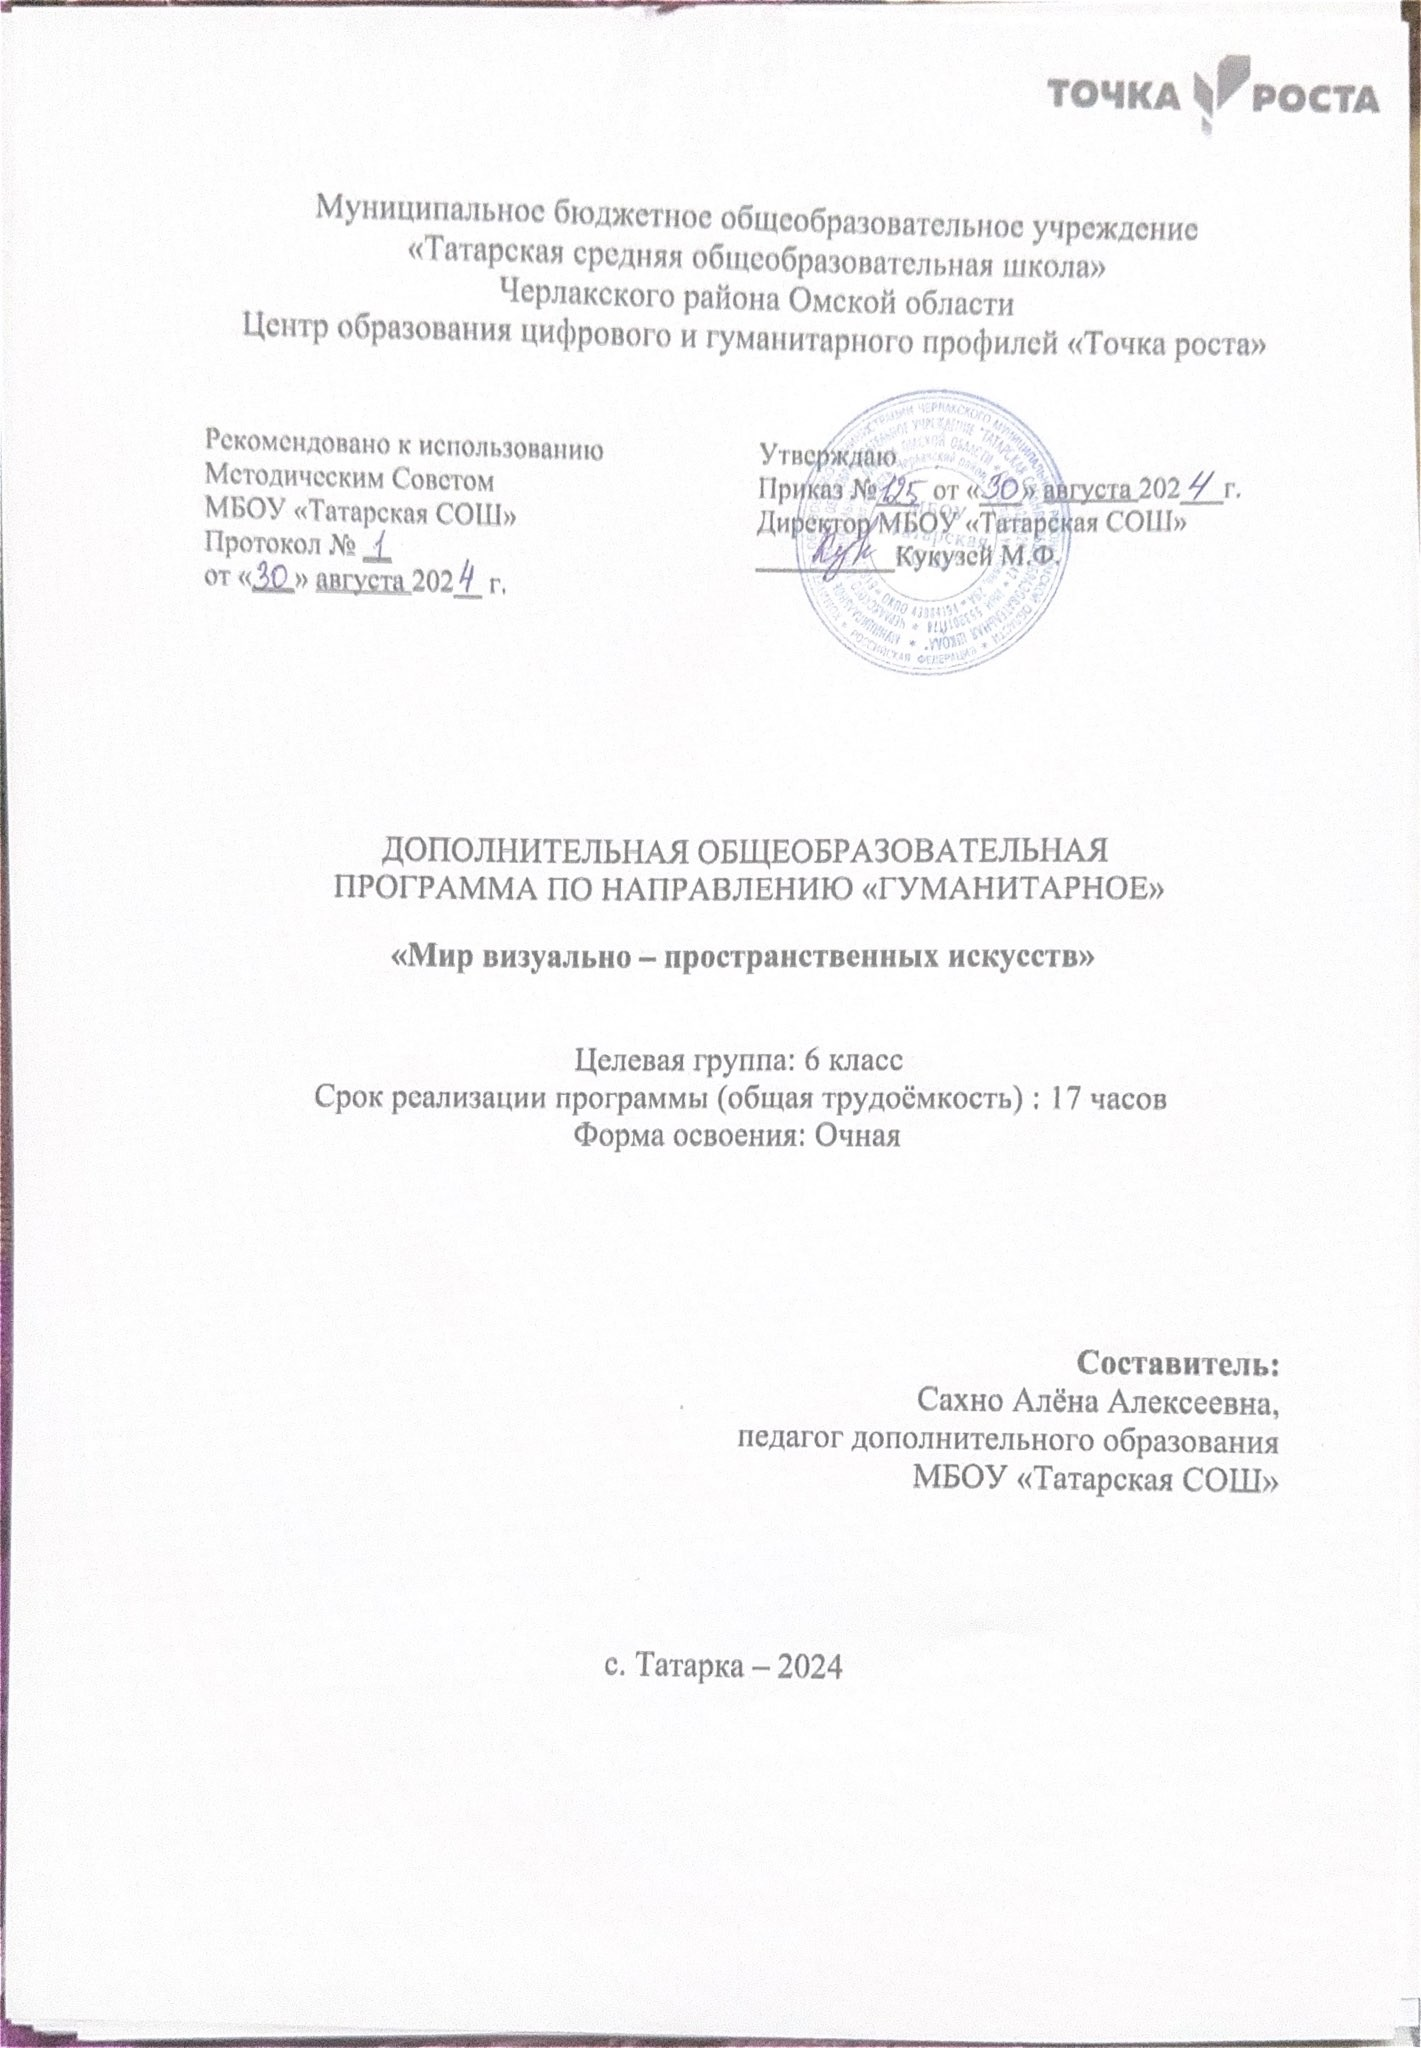 ТОЧКА РОСТА
Муниципальное бюджетное общеобразовательное учреждение
«Татарская средняя общеобразовательная школа»
Черлакского района Омской области
Центр образования цифрового и гуманитарного профилей «Точка роста»
Рекомендовано к использованию
Методическим Советом
МБОУ «Татарская СОШ»
Протокол № 1
от «30» августа 2024 г.
Утверждаю
Приказ № 125 от «30» августа 2024 г.
Директор МБОУ «Татарская СОШ»
Кукузей М.Ф.
ДОПОЛНИТЕЛЬНАЯ ОБЩЕОБРАЗОВАТЕЛЬНАЯ
ПРОГРАММА ПО НАПРАВЛЕНИЮ «ГУМАНИТАРНОЕ»
«Мир визуально – пространственных искусств»
Целевая группа: 6 класс
Срок реализации программы (общая трудоёмкость) : 17 часов
Форма освоения: Очная
Составитель:
Сахно Алёна Алексеевна,
педагог дополнительного образования
МБОУ «Татарская СОШ»
с. Татарка – 2024